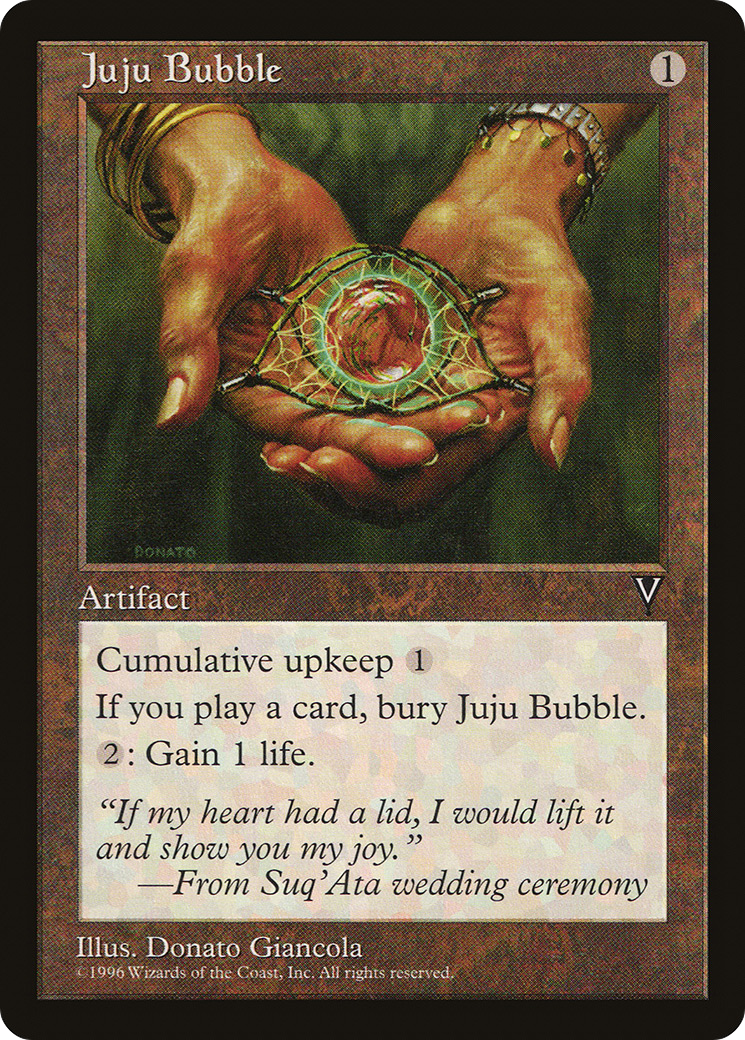 Juju Bubble 1
DONATO
Artifact V
Cumulative upkeep 1
If you play a card, bury Juju Bubble.
2: Gain 1 life.
“If my heart had a lid, I would lift it
and show you my joy.”
—From Suq’Ata wedding ceremony
Illus. Donato Giancola
©1996 Wizards of the Coast, Inc. All rights reserved.